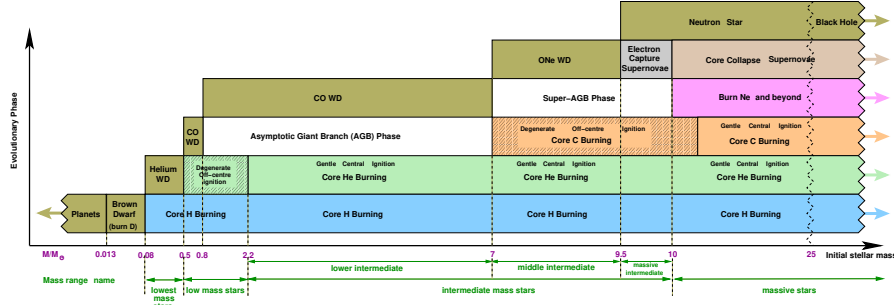 Neutron Star
Black Hole
ONe WD
Electron
Capture
Supernovae
Core Collapse Supernovae
CO WD
Super-AGB Phase
Burn Ne and beyond
CO
WD
Asymptotic Giant Branch (AGB) Phase
Degenerate Off-centre Ignition
Core C Burning
Gentle Central Ignition
Core C Burning
Helium
WD
Degenerate
Off-centre
Ignition
Gentle Central Ignition
Core He Burning
Gentle Central Ignition
Core He Burning
Gentle Central Ignition
Core He Burning
Planets
Brown
Dwarf
(burn D)
Core H Burning
Core H Burning
Core H Burning
Core H Burning
Evolutionary Phase
M/M
0.013
0.08
0.5
0.8
2.2
7
9.5
10
25
Initial stellar mass
lower intermediate
middle intermediate
massive
intermediate
Mass range name
lowest
mass
low mass stars
intermediate mass stars
massive stars